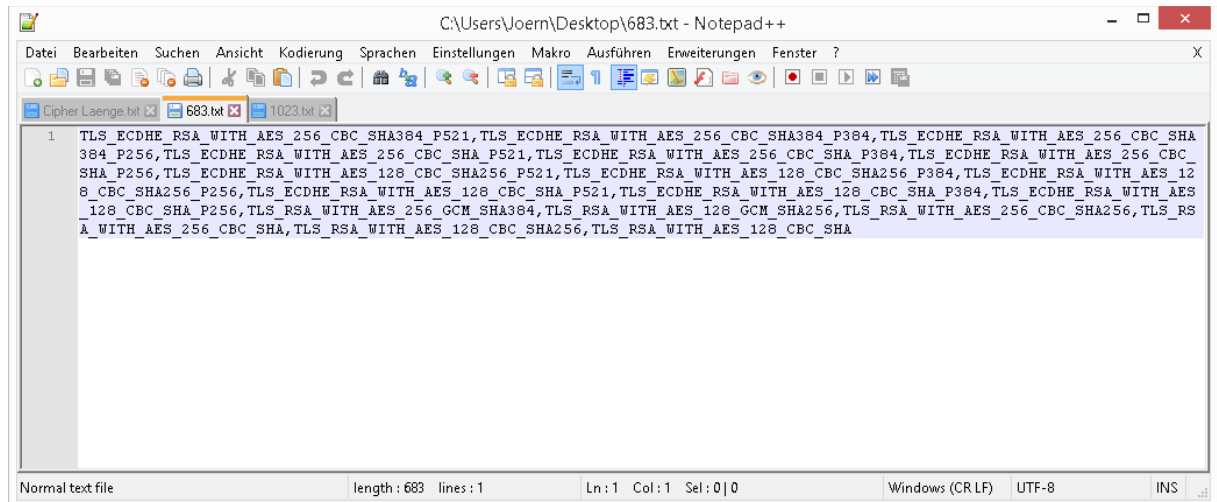 C:\Users\Joern\Desktop\683.txt - Notepad++
Datei Bearbeiten Suchen Ansicht Kodierung Sprachen Einstellungen Makro Ausführen Erweiterungen Fenster ? X
Cipher Laenge.txt 683.txt 1023.txt
1 TLS_ECDHE_RSA_WITH_AES_256_CBC_SHA384_P521,TLS_ECDHE_RSA_WITH_AES_256_CBC_SHA384_P384,TLS_ECDHE_RSA_WITH_AES_256_CBC_SHA
384_P256,TLS_ECDHE_RSA_WITH_AES_256_CBC_SHA_P521,TLS_ECDHE_RSA_WITH_AES_256_CBC_SHA_P384,TLS_ECDHE_RSA_WITH_AES_256_CBC_
SHA_P256,TLS_ECDHE_RSA_WITH_AES_128_CBC_SHA256_P521,TLS_ECDHE_RSA_WITH_AES_128_CBC_SHA256_P384,TLS_ECDHE_RSA_WITH_AES_12
8_CBC_SHA256_P256,TLS_ECDHE_RSA_WITH_AES_128_CBC_SHA_P521,TLS_ECDHE_RSA_WITH_AES_128_CBC_SHA_P384,TLS_ECDHE_RSA_WITH_AES
_128_CBC_SHA_P256,TLS_RSA_WITH_AES_256_GCM_SHA384,TLS_RSA_WITH_AES_128_GCM_SHA256,TLS_RSA_WITH_AES_256_CBC_SHA256,TLS_RS
A_WITH_AES_256_CBC_SHA,TLS_RSA_WITH_AES_128_CBC_SHA256,TLS_RSA_WITH_AES_128_CBC_SHA
Normal text file length : 683 lines : 1 Ln : 1 Col : 1 Sel : 0 | 0 Windows (CR LF) UTF-8 INS